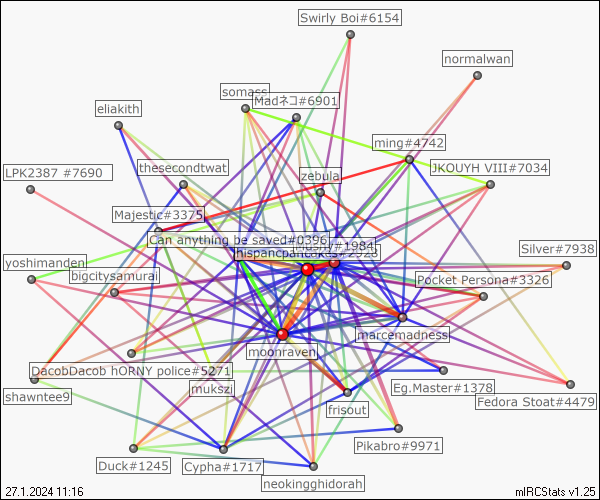 Swirly Boi#6154
normalwan
somass
Madネコ#6901
eliakith
ming#4742
thesecondtwat
zebula
JKOUYH VIII#7034
LPK2387 #7690
Majestic#3375
Can anything be saved#0396
Mushy#1984
hispanicpancakes#2928
Silver#7938
yoshimanden
bigcitysamurai
Pocket Persona#3326
marcemadness
moonraven
DacobDacob hORNY police#5271
shawntee9
mukszi
Eg.Master#1378
Fedora Stoat#4479
frisout
Pikabro#9971
Duck#1245
Cypha#1717
neokingghidorah
27.1.2024 11:16
mIRCStats v1.25